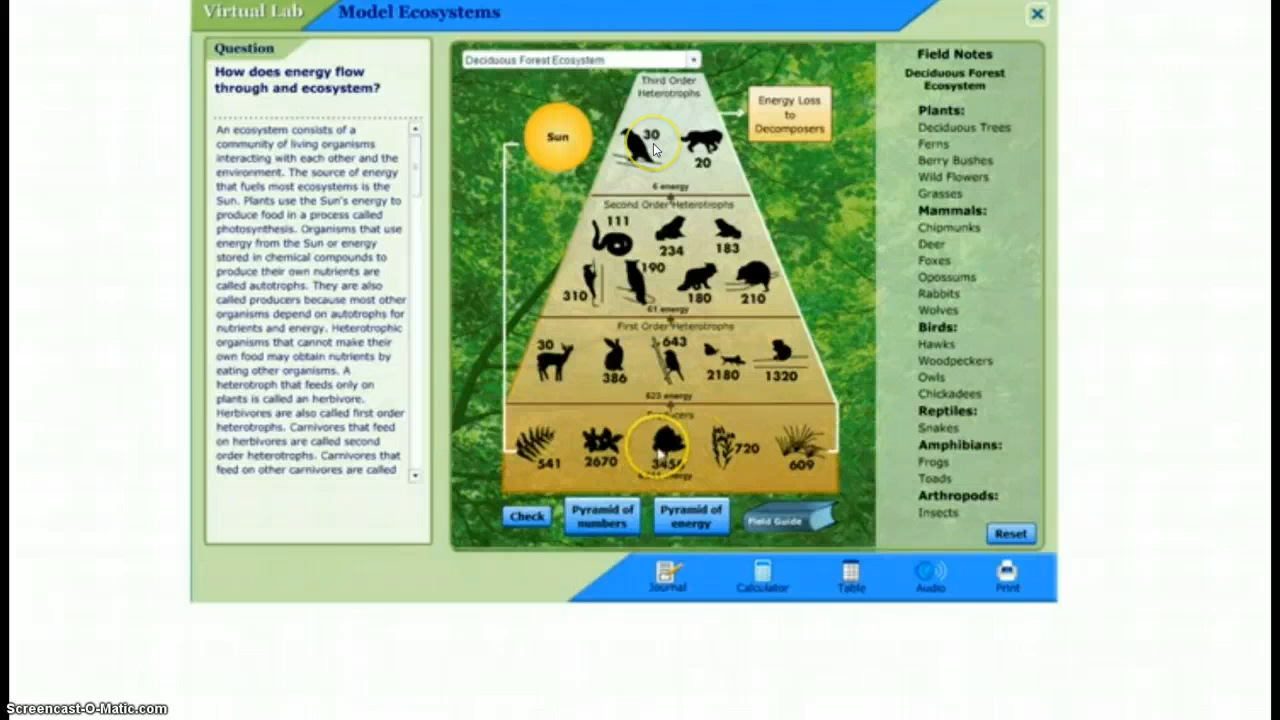 Virtual Lab
Model Ecosystems
Question
How does energy flow
through and ecosystem?
An ecosystem consists of a
community of living organisms
interacting with each other and the
environment. The source of energy
that fuels most ecosystems is the
Sun. Plants use the Sun's energy to
produce food in a process called
photosynthesis. Organisms that use
energy from the Sun or energy
stored in chemical compounds to
produce their own nutrients are
called autotrophs. They are also
called producers because most other
organisms depend on autotrophs for
nutrients and energy. Heterotrophic
organisms that cannot make their
own food may obtain nutrients by
eating other organisms. A
heterotroph that feeds only on
plants is called an herbivore.
Herbivores are also called first order
heterotrophs. Carnivores that feed
on herbivores are called second
order heterotrophs. Carnivores that
feed on other carnivores are called
Deciduous Forest Ecosystem
Third Order
Heterotrophs
Sun
Energy Loss
to
Decomposers
30
20
6 energy
Second Order Heterotrophs
111
234
183
310
190
180
210
61 energy
First Order Heterotrophs
30
386
643
2180
1320
623 energy
Producers
541
2670
720
609
energy
Check
Pyramid of
numbers
Pyramid of
energy
Field Guide
Field Notes
Deciduous Forest
Ecosystem
Plants:
Deciduous Trees
Ferns
Berry Bushes
Wild Flowers
Grasses
Mammals:
Chipmunks
Deer
Foxes
Opossums
Rabbits
Wolves
Birds:
Hawks
Woodpeckers
Owls
Chickadees
Reptiles:
Snakes
Amphibians:
Frogs
Toads
Arthropods:
Insects
Reset
Journal
Calculator
Table
Audio
Print
Screencast-O-Matic.com